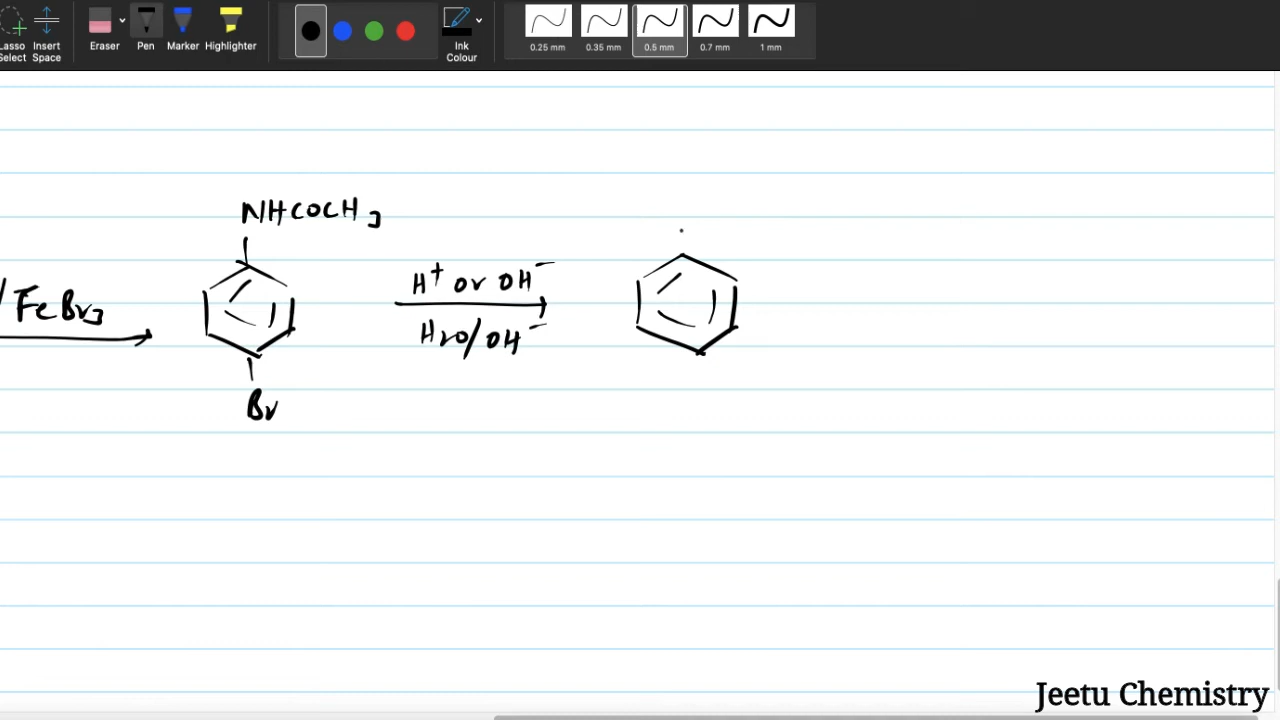 Lasso Select
Insert Space
Eraser
Pen
Marker
Highlighter
Ink Colour
0.25 mm
0.35 mm
0.5 mm
0.7 mm
1 mm
NHCOCH3
/FeBr3
H+ or OH-
H2O/OH-
Br
Jeetu Chemistry